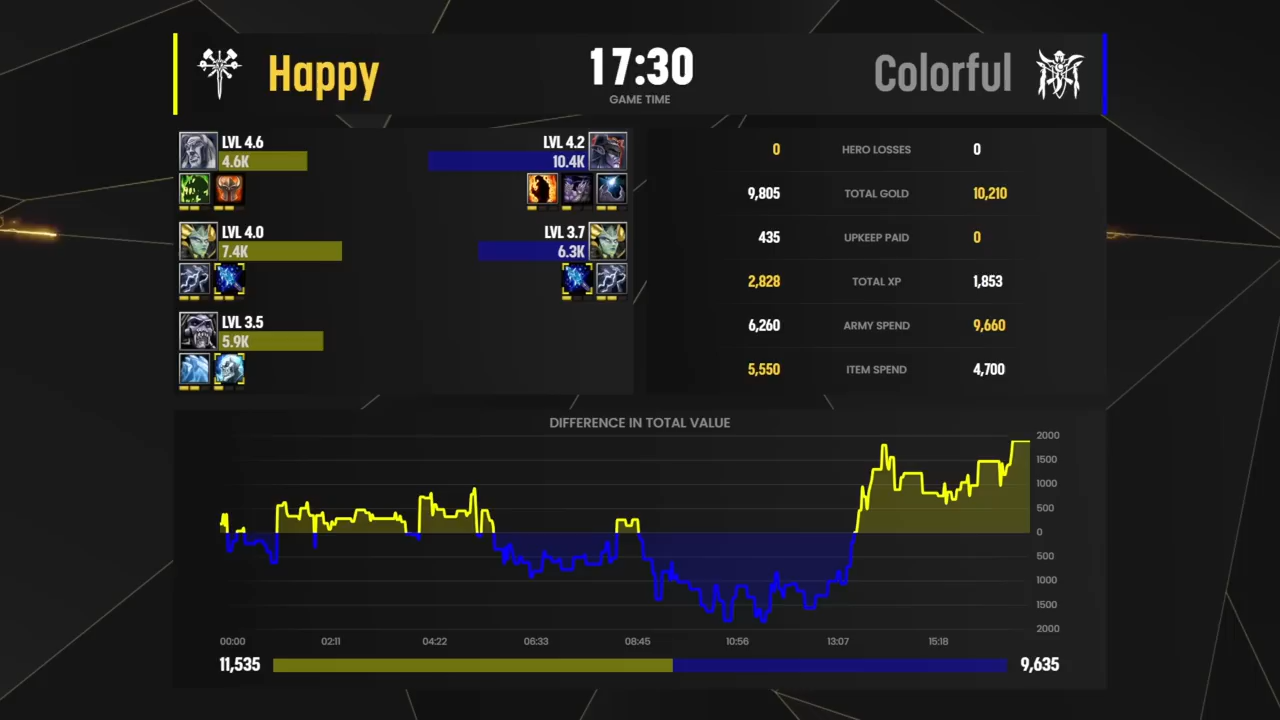 Happy
17:30
GAME TIME
Colorful
LVL 4.6
4.6K
LVL 4.2
10.4K
LVL 4.0
7.4K
LVL 3.7
6.3K
LVL 3.5
5.9K
0 HERO LOSSES 0
9,805 TOTAL GOLD 10,210
435 UPKEEP PAID 0
2,828 TOTAL XP 1,853
6,260 ARMY SPEND 9,660
5,550 ITEM SPEND 4,700
DIFFERENCE IN TOTAL VALUE
2000
1500
1000
500
0
500
1000
1500
2000
00:00 02:11 04:22 06:33 08:45 10:56 13:07 15:18
11,535 9,635